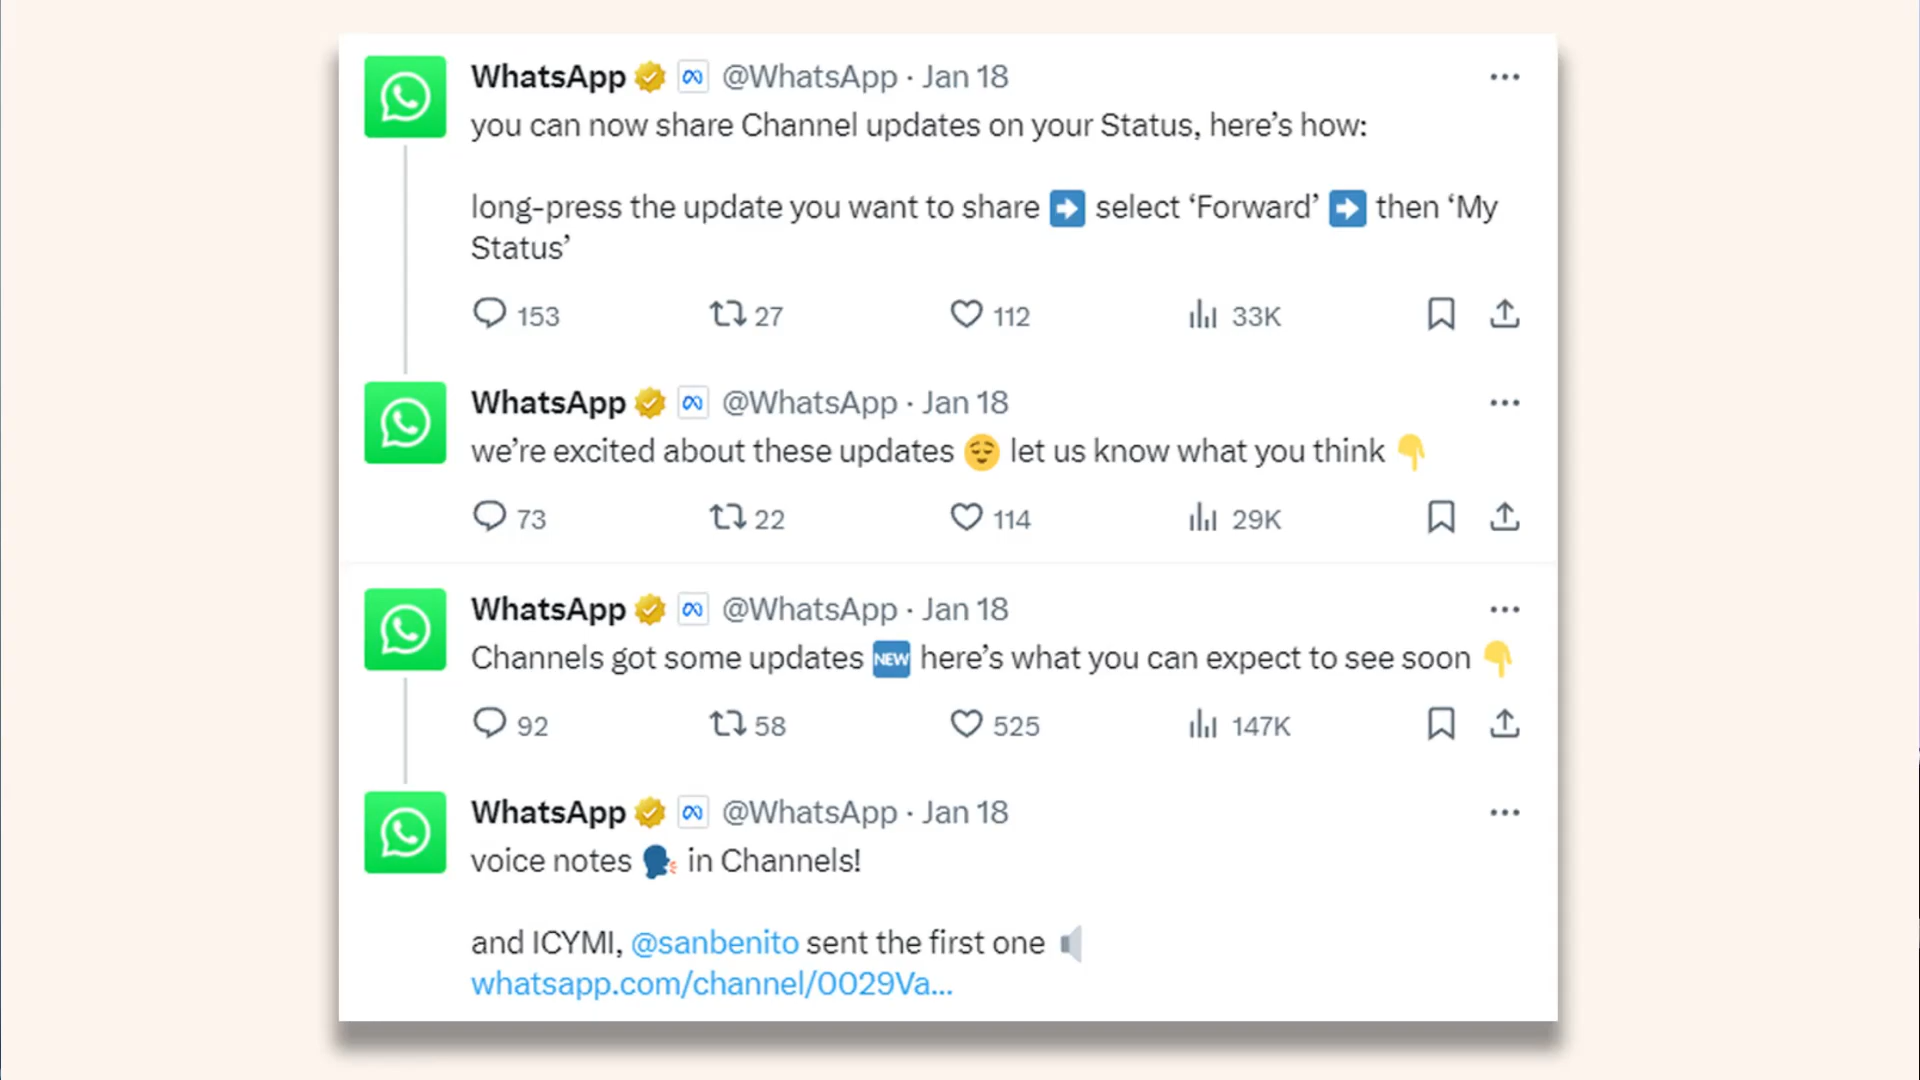 WhatsApp @WhatsApp · Jan 18
you can now share Channel updates on your Status, here’s how:
long-press the update you want to share ➡️ select ‘Forward’ ➡️ then ‘My
Status’
153 27 112 33K
WhatsApp @WhatsApp · Jan 18
we’re excited about these updates 😌 let us know what you think 👇
73 22 114 29K
WhatsApp @WhatsApp · Jan 18
Channels got some updates 🆕 here’s what you can expect to see soon 👇
92 58 525 147K
WhatsApp @WhatsApp · Jan 18
voice notes 🗣️ in Channels!
and ICYMI, @sanbenito sent the first one 🔈
whatsapp.com/channel/0029Va...